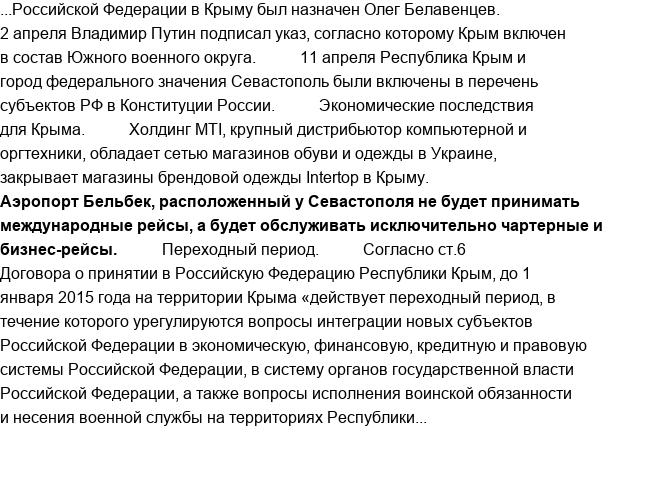 ...Российской Федерации в Крыму был назначен Олег Белавенцев.
2 апреля Владимир Путин подписал указ, согласно которому Крым включен
в состав Южного военного округа. 11 апреля Республика Крым и
город федерального значения Севастополь были включены в перечень
субъектов РФ в Конституции России. Экономические последствия
для Крыма. Холдинг MTI, крупный дистрибьютор компьютерной и
оргтехники, обладает сетью магазинов обуви и одежды в Украине,
закрывает магазины брендовой одежды Intertop в Крыму.
Аэропорт Бельбек, расположенный у Севастополя не будет принимать
международные рейсы, а будет обслуживать исключительно чартерные и
бизнес-рейсы. Переходный период. Согласно ст.6
Договора о принятии в Российскую Федерацию Республики Крым, до 1
января 2015 года на территории Крыма «действует переходный период, в
течение которого урегулируются вопросы интеграции новых субъектов
Российской Федерации в экономическую, финансовую, кредитную и правовую
системы Российской Федерации, в систему органов государственной власти
Российской Федерации, а также вопросы исполнения воинской обязанности
и несения военной службы на территориях Республики...